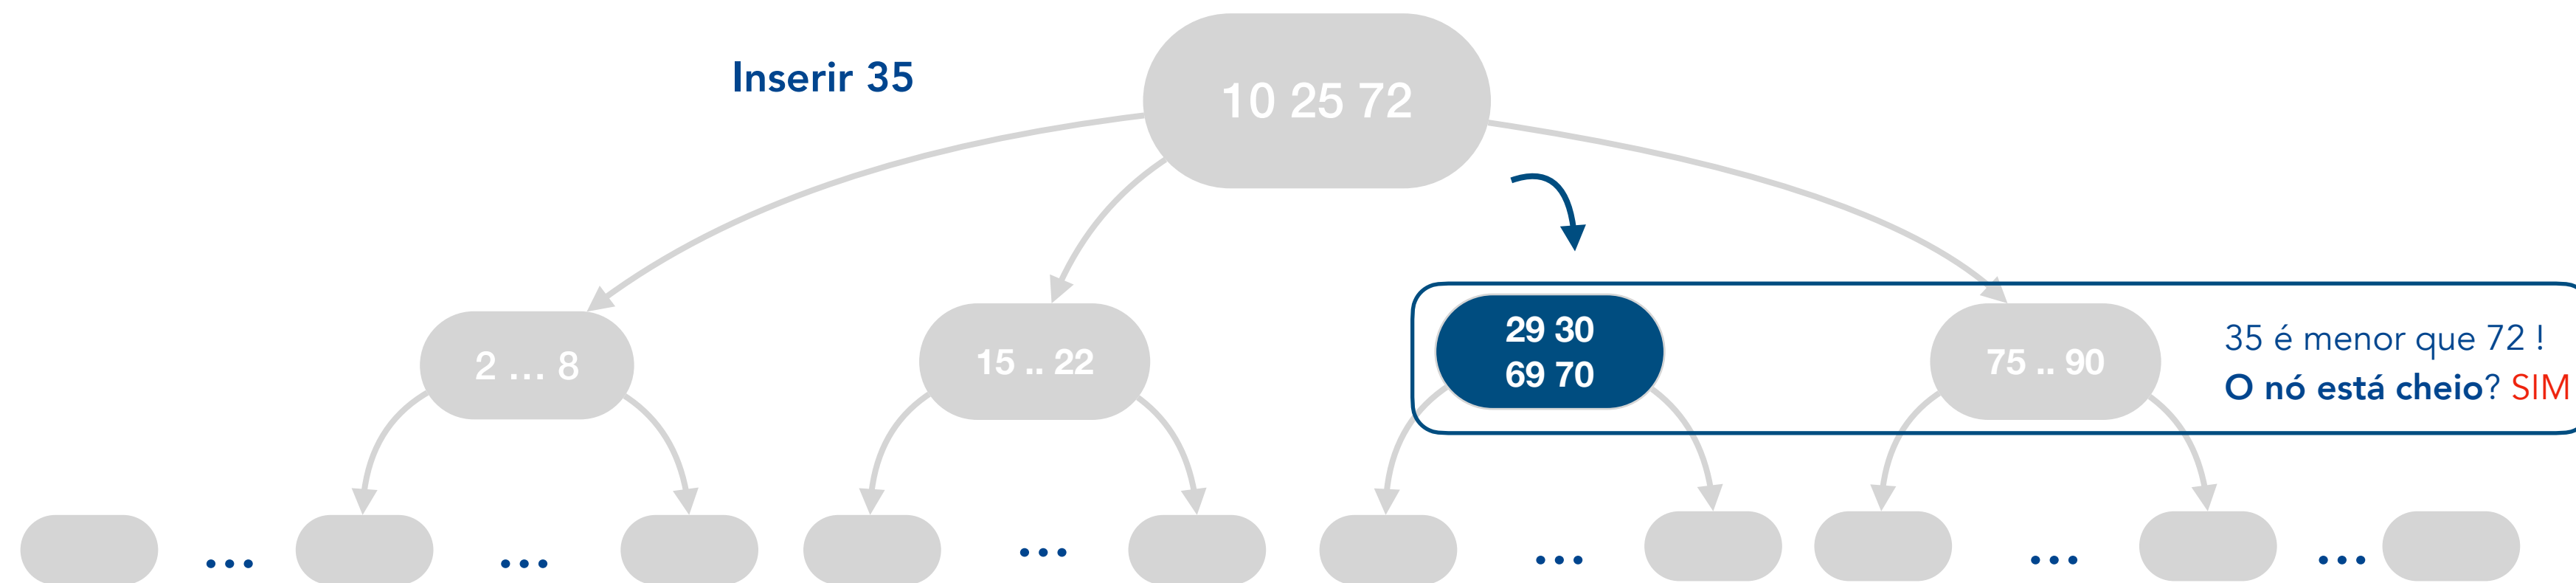 Inserir 35
10 25 72
2 ... 8
15 .. 22
29 30
69 70
75 .. 90
35 é menor que 72 !
O nó está cheio? SIM
...
...
...
...
...
...